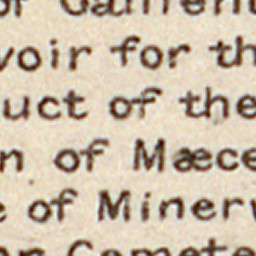 voir for th
uct of the
n of Mæce
e of Miner